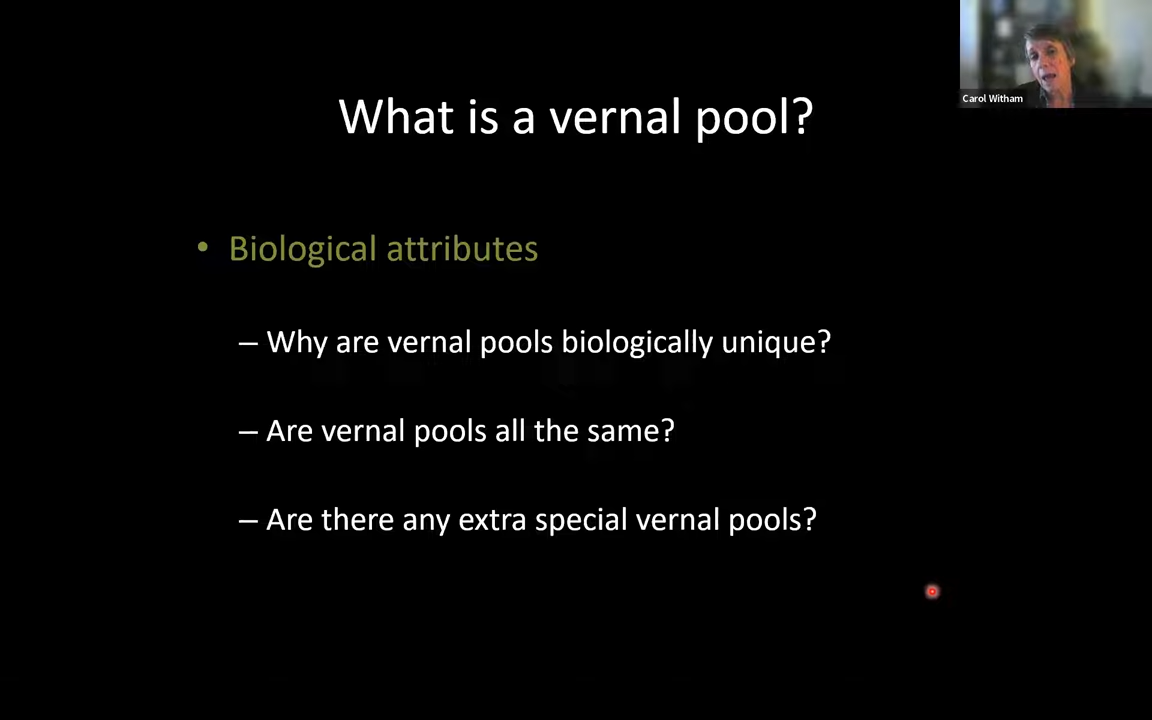 Carol Witham
What is a vernal pool?
• Biological attributes
– Why are vernal pools biologically unique?
– Are vernal pools all the same?
– Are there any extra special vernal pools?